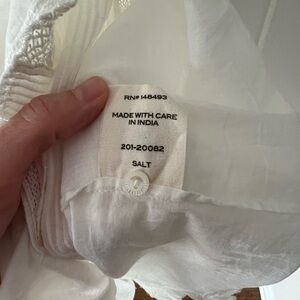 RN# 148493
MADE WITH CARE
IN INDIA
201-20082
SALT